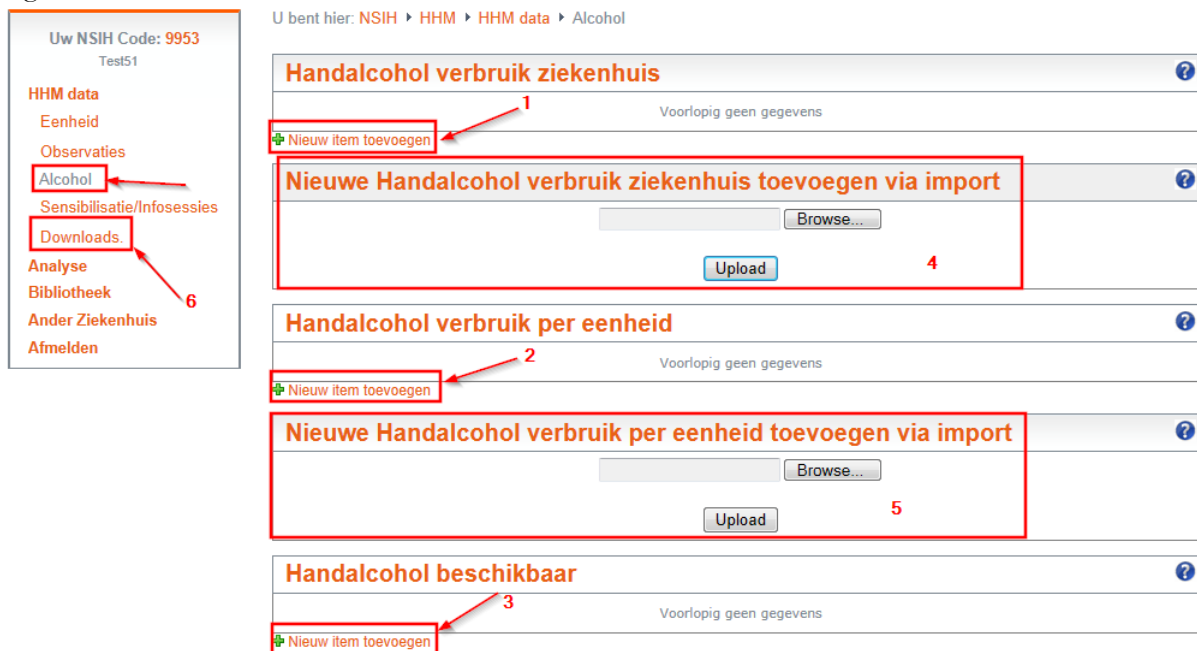 U bent hier: NSIH HHM HHM data Alcohol
Uw NSIH Code: 9953
Test51
HHM data
Eenheid
Observaties
Alcohol
Sensibilisatie/Infosessies
Downloads.
6
Analyse
Bibliotheek
Ander Ziekenhuis
Afmelden
Handalcohol verbruik ziekenhuis
?
1
Voorlopig geen gegevens
Nieuw item toevoegen
Nieuwe Handalcohol verbruik ziekenhuis toevoegen via import
?
Browse...
Upload
4
Handalcohol verbruik per eenheid
?
2
Voorlopig geen gegevens
Nieuw item toevoegen
Nieuwe Handalcohol verbruik per eenheid toevoegen via import
?
Browse...
Upload
5
Handalcohol beschikbaar
?
3
Voorlopig geen gegevens
Nieuw item toevoegen